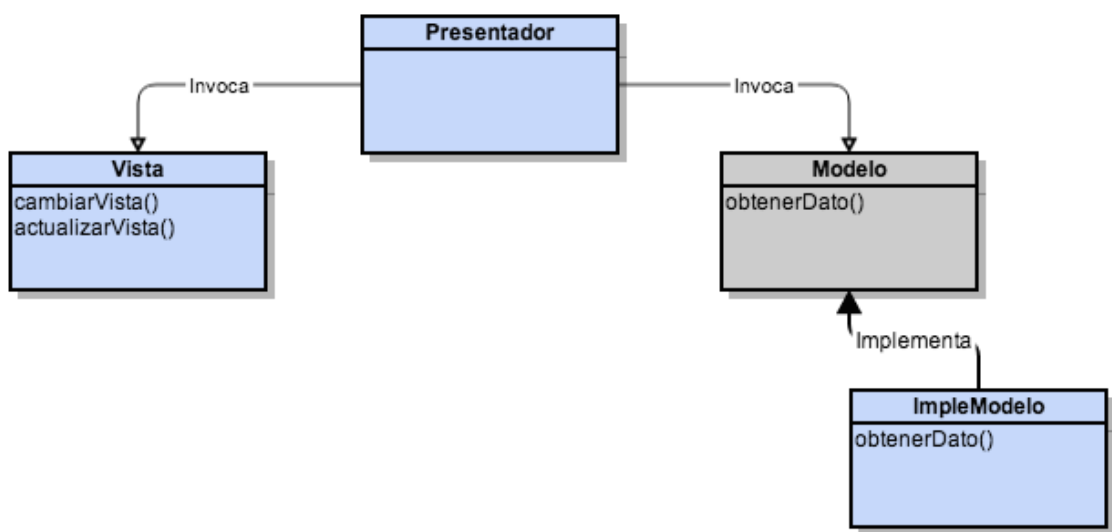 Presentador
Invoca
Invoca
Vista
cambiarVista()
actualizarVista()
Modelo
obtenerDato()
Implementa
ImpleModelo
obtenerDato()